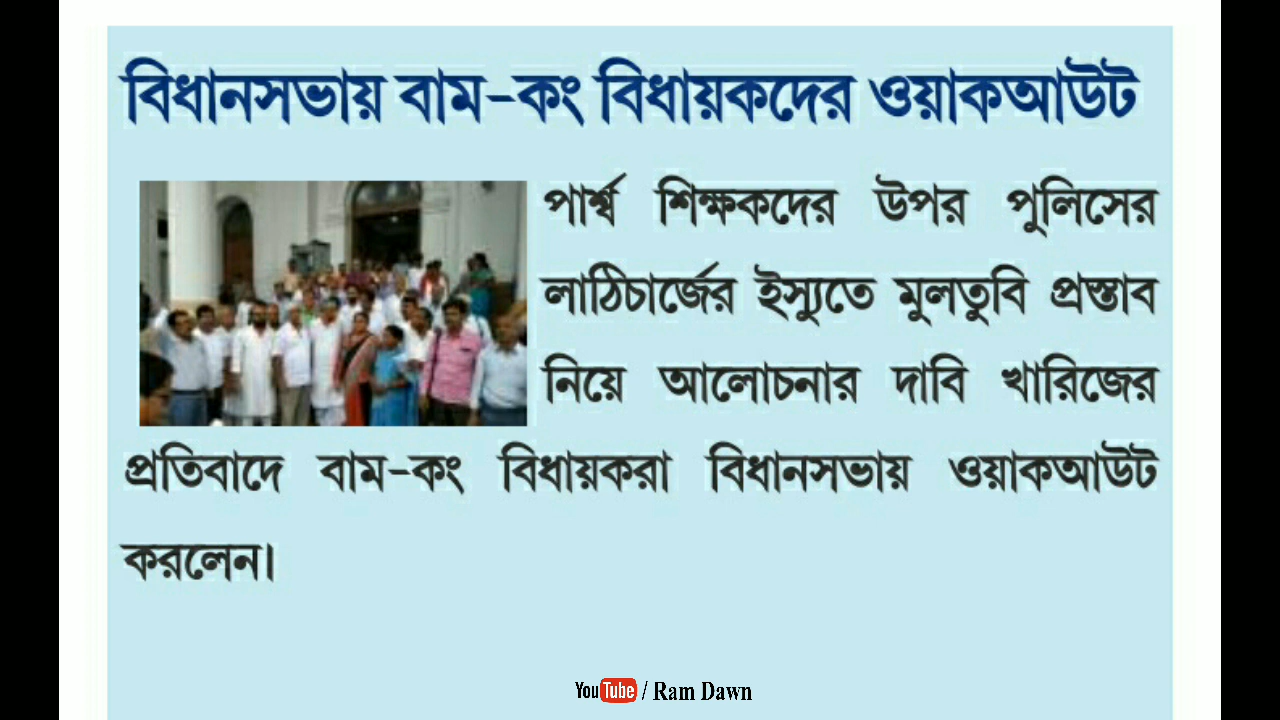 বিধানসভায় বাম-কং বিধায়কদের ওয়াকআউট
পার্শ্ব শিক্ষকদের উপর পুলিসের
লাঠিচার্জের ইস্যুতে মুলতুবি প্রস্তাব
নিয়ে আলোচনার দাবি খারিজের
প্রতিবাদে বাম-কং বিধায়করা বিধানসভায় ওয়াকআউট
করলেন।
YouTube / Ram Dawn